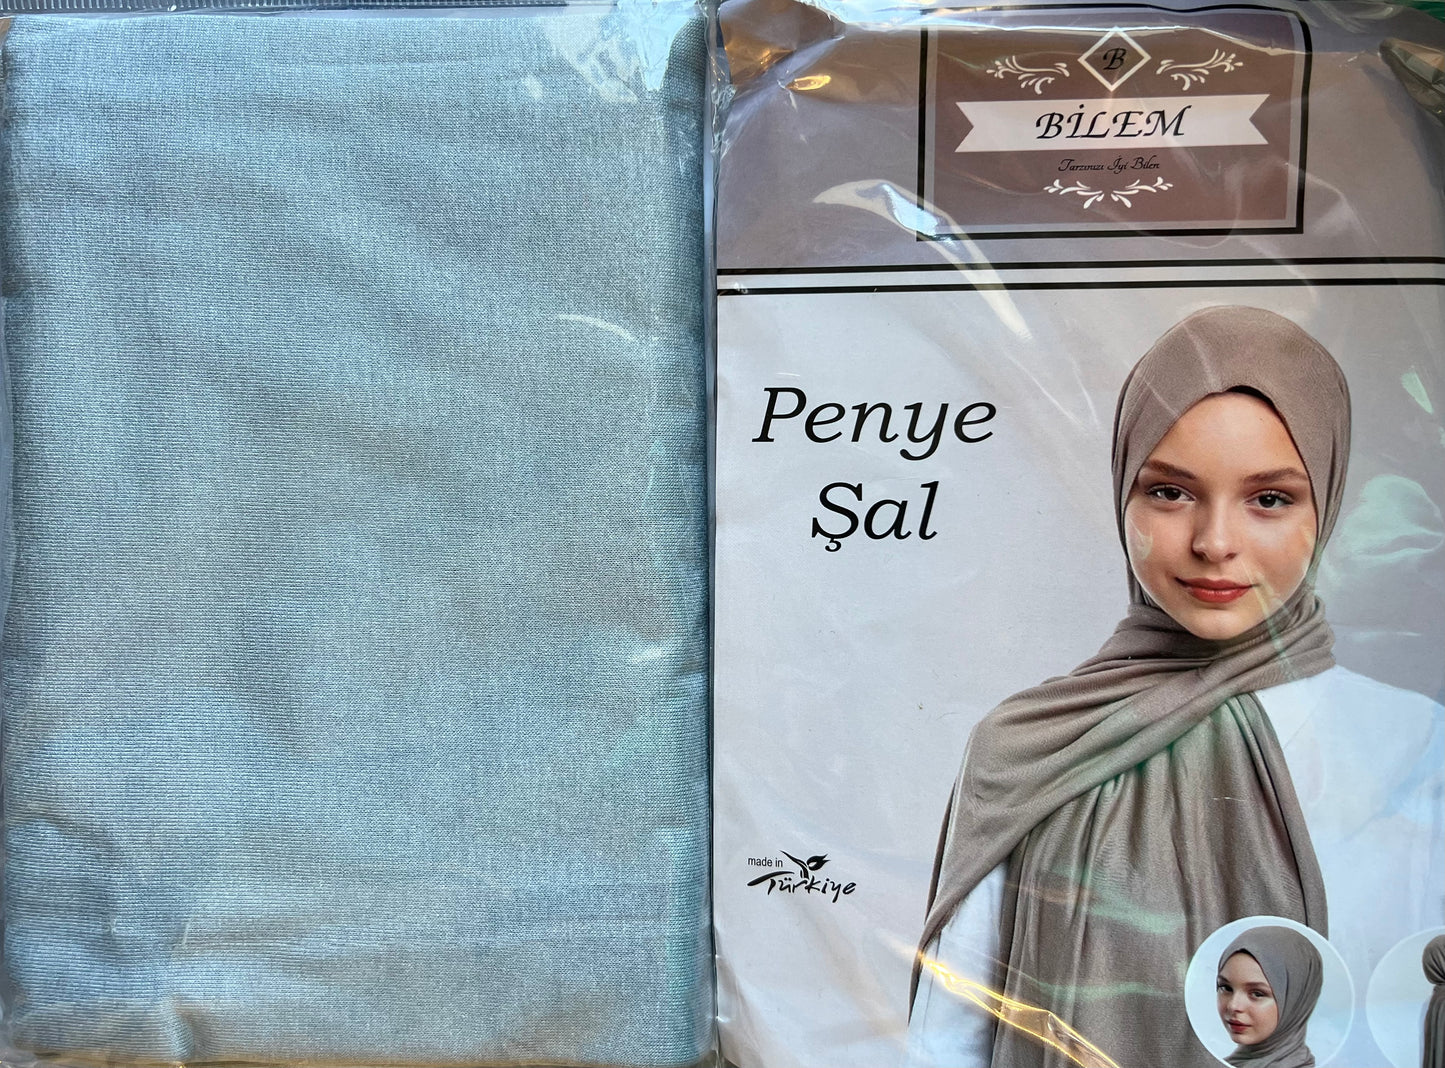 B
BİLEM
Tarzınızı İyi Bilen
Penye
Şal
made in
Türkiye